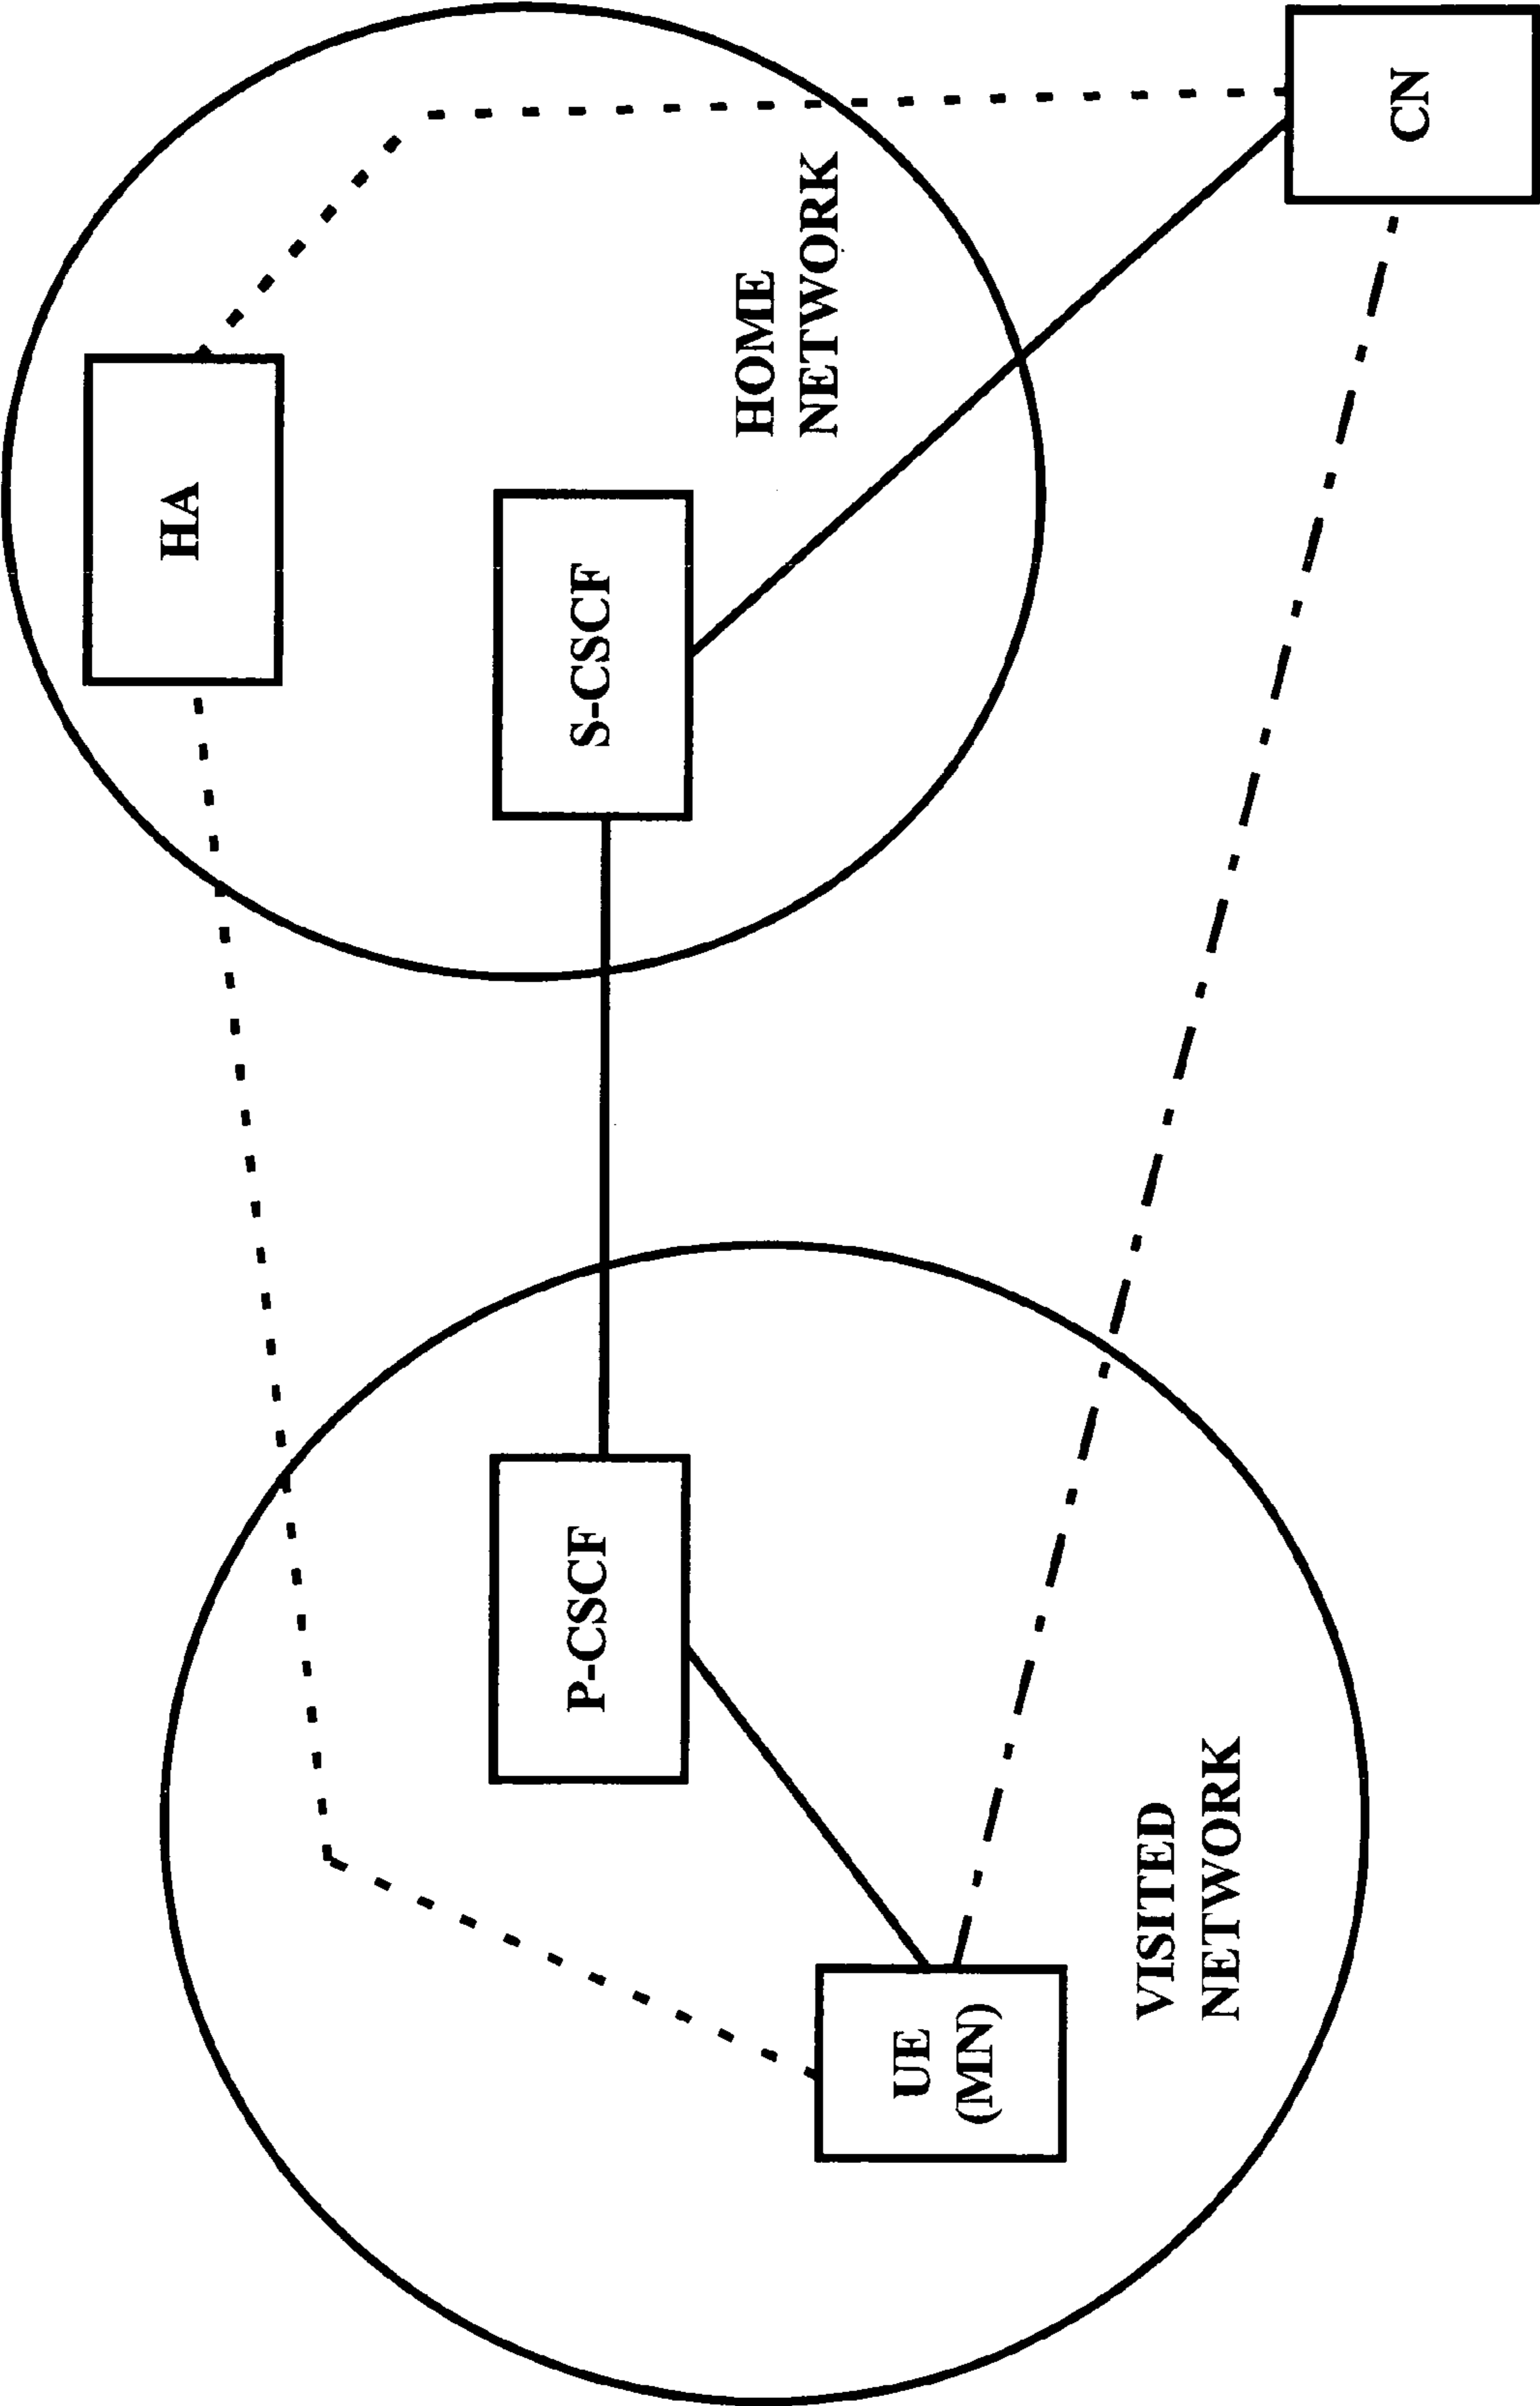 HA
S-CSCF
HOME
NETWORK
CN
P-CSCF
UE
(MN)
VISITED
NETWORK